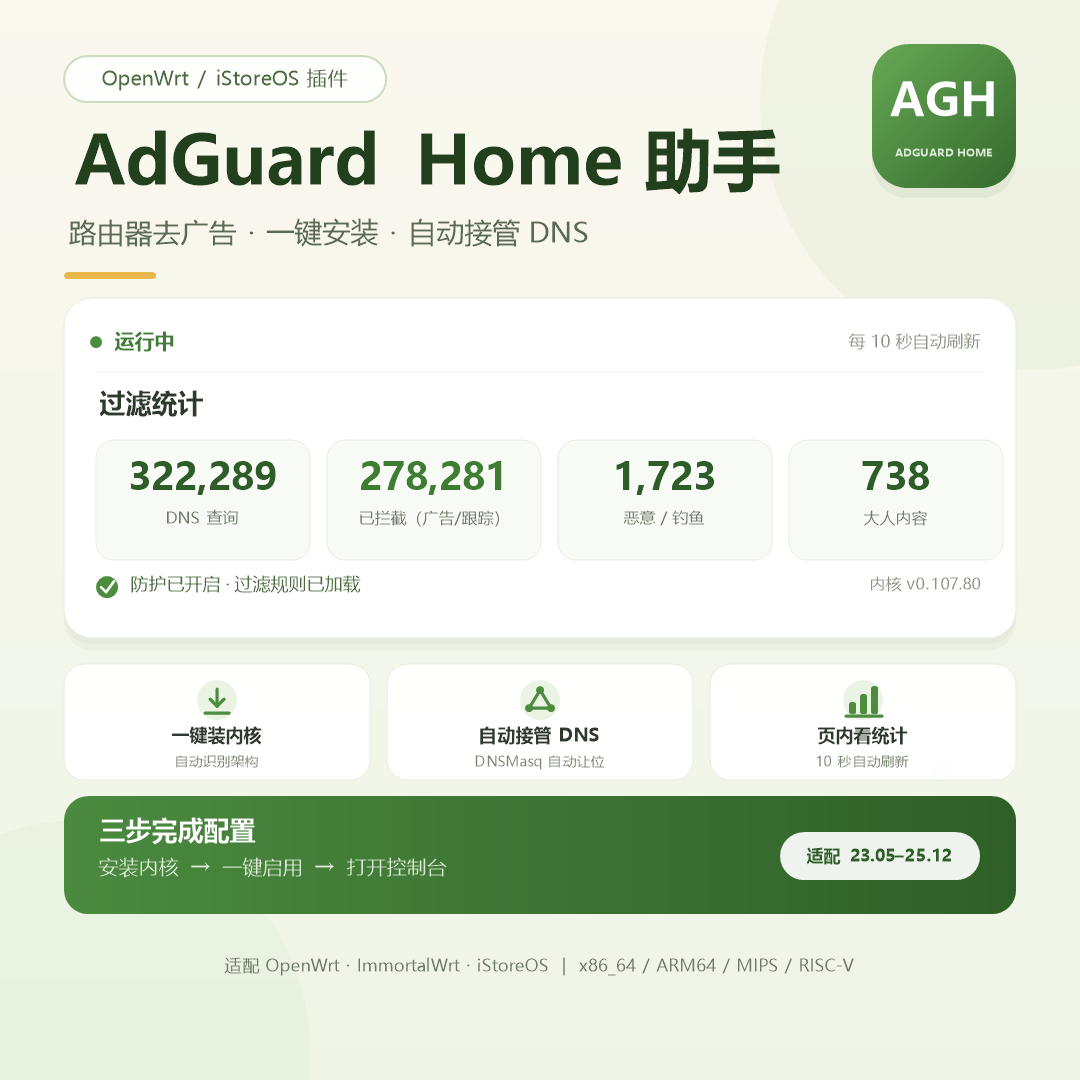 OpenWrt / iStoreOS 插件
AGH
ADGUARD HOME
AdGuard Home 助手
路由器去广告 · 一键安装 · 自动接管 DNS
运行中
每 10 秒自动刷新
过滤统计
322,289
278,281
1,723
738
DNS 查询
已拦截（广告/跟踪）
恶意 / 钓鱼
大人内容
防护已开启 · 过滤规则已加载
内核 v0.107.80
一键装内核
自动接管 DNS
页内看统计
自动识别架构
DNSMasq 自动让位
10 秒自动刷新
三步完成配置
安装内核 → 一键启用 → 打开控制台
适配 23.05–25.12
适配 OpenWrt · ImmortalWrt · iStoreOS | x86_64 / ARM64 / MIPS / RISC-V